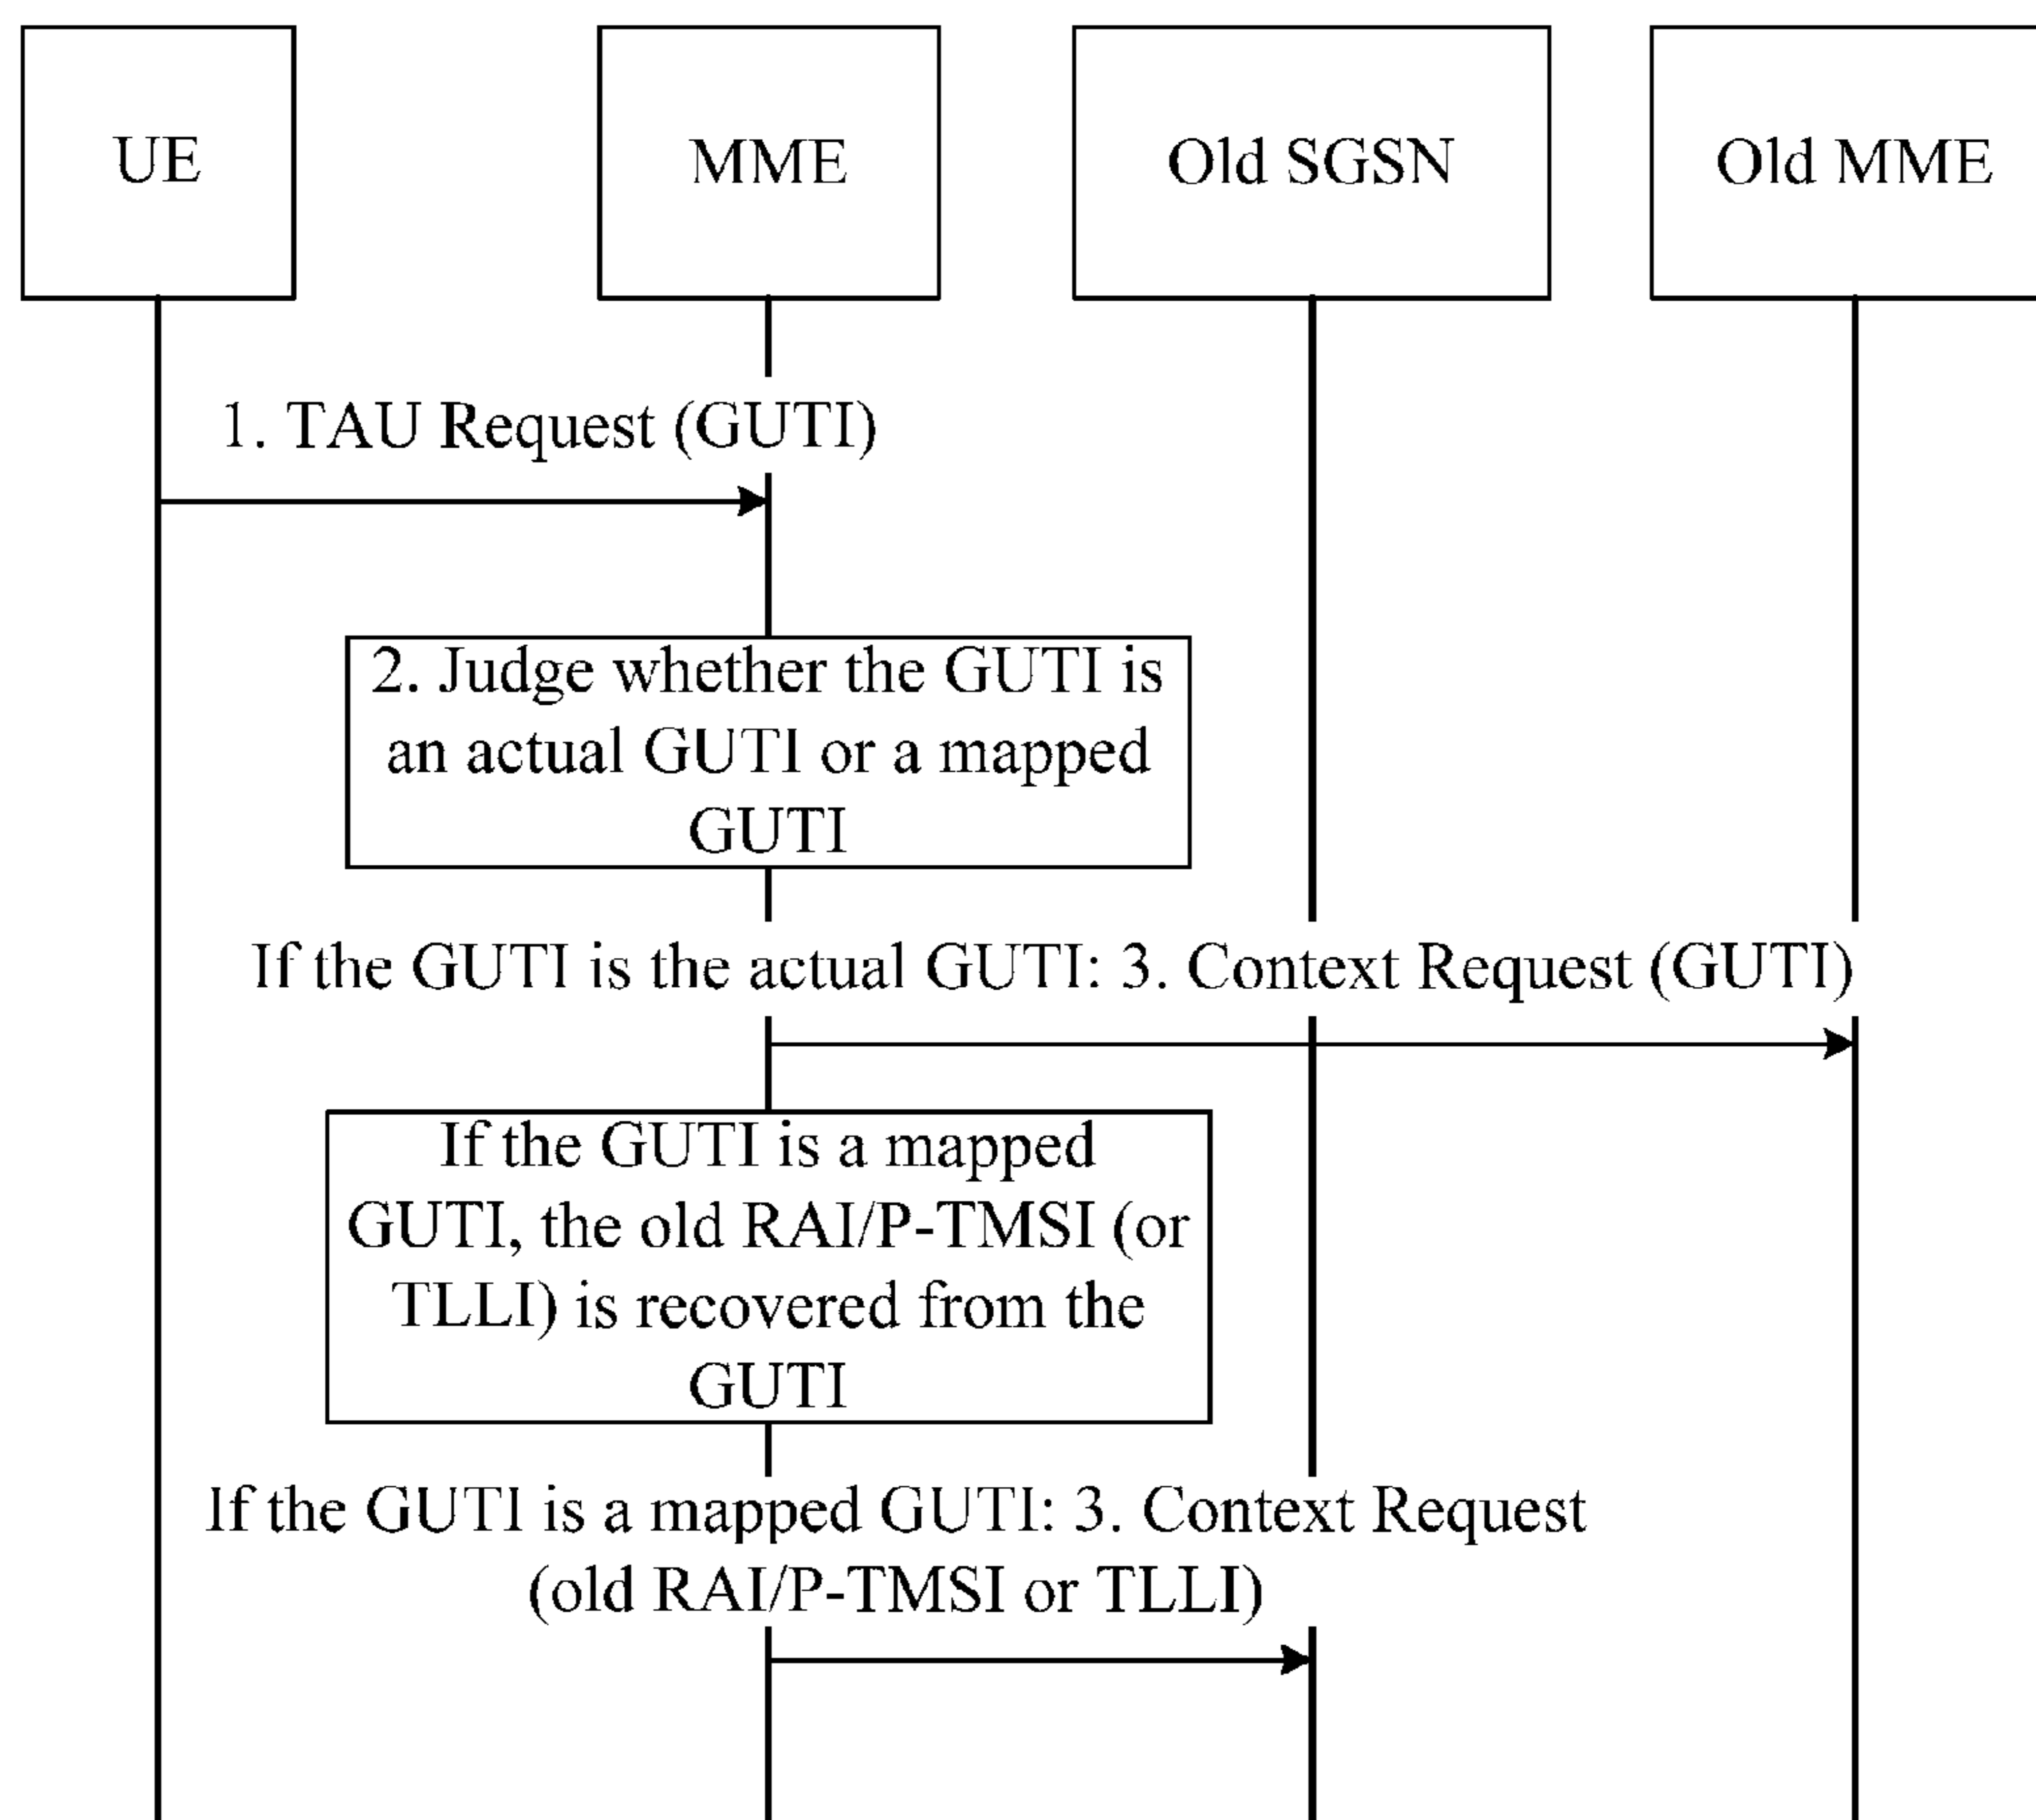 UE
MME
Old SGSN
Old MME
1. TAU Request (GUTI)
2. Judge whether the GUTI is
an actual GUTI or a mapped
GUTI
If the GUTI is the actual GUTI: 3. Context Request (GUTI)
If the GUTI is a mapped
GUTI, the old RAI/P-TMSI (or
TLLI) is recovered from the
GUTI
If the GUTI is a mapped GUTI: 3. Context Request
(old RAI/P-TMSI or TLLI)